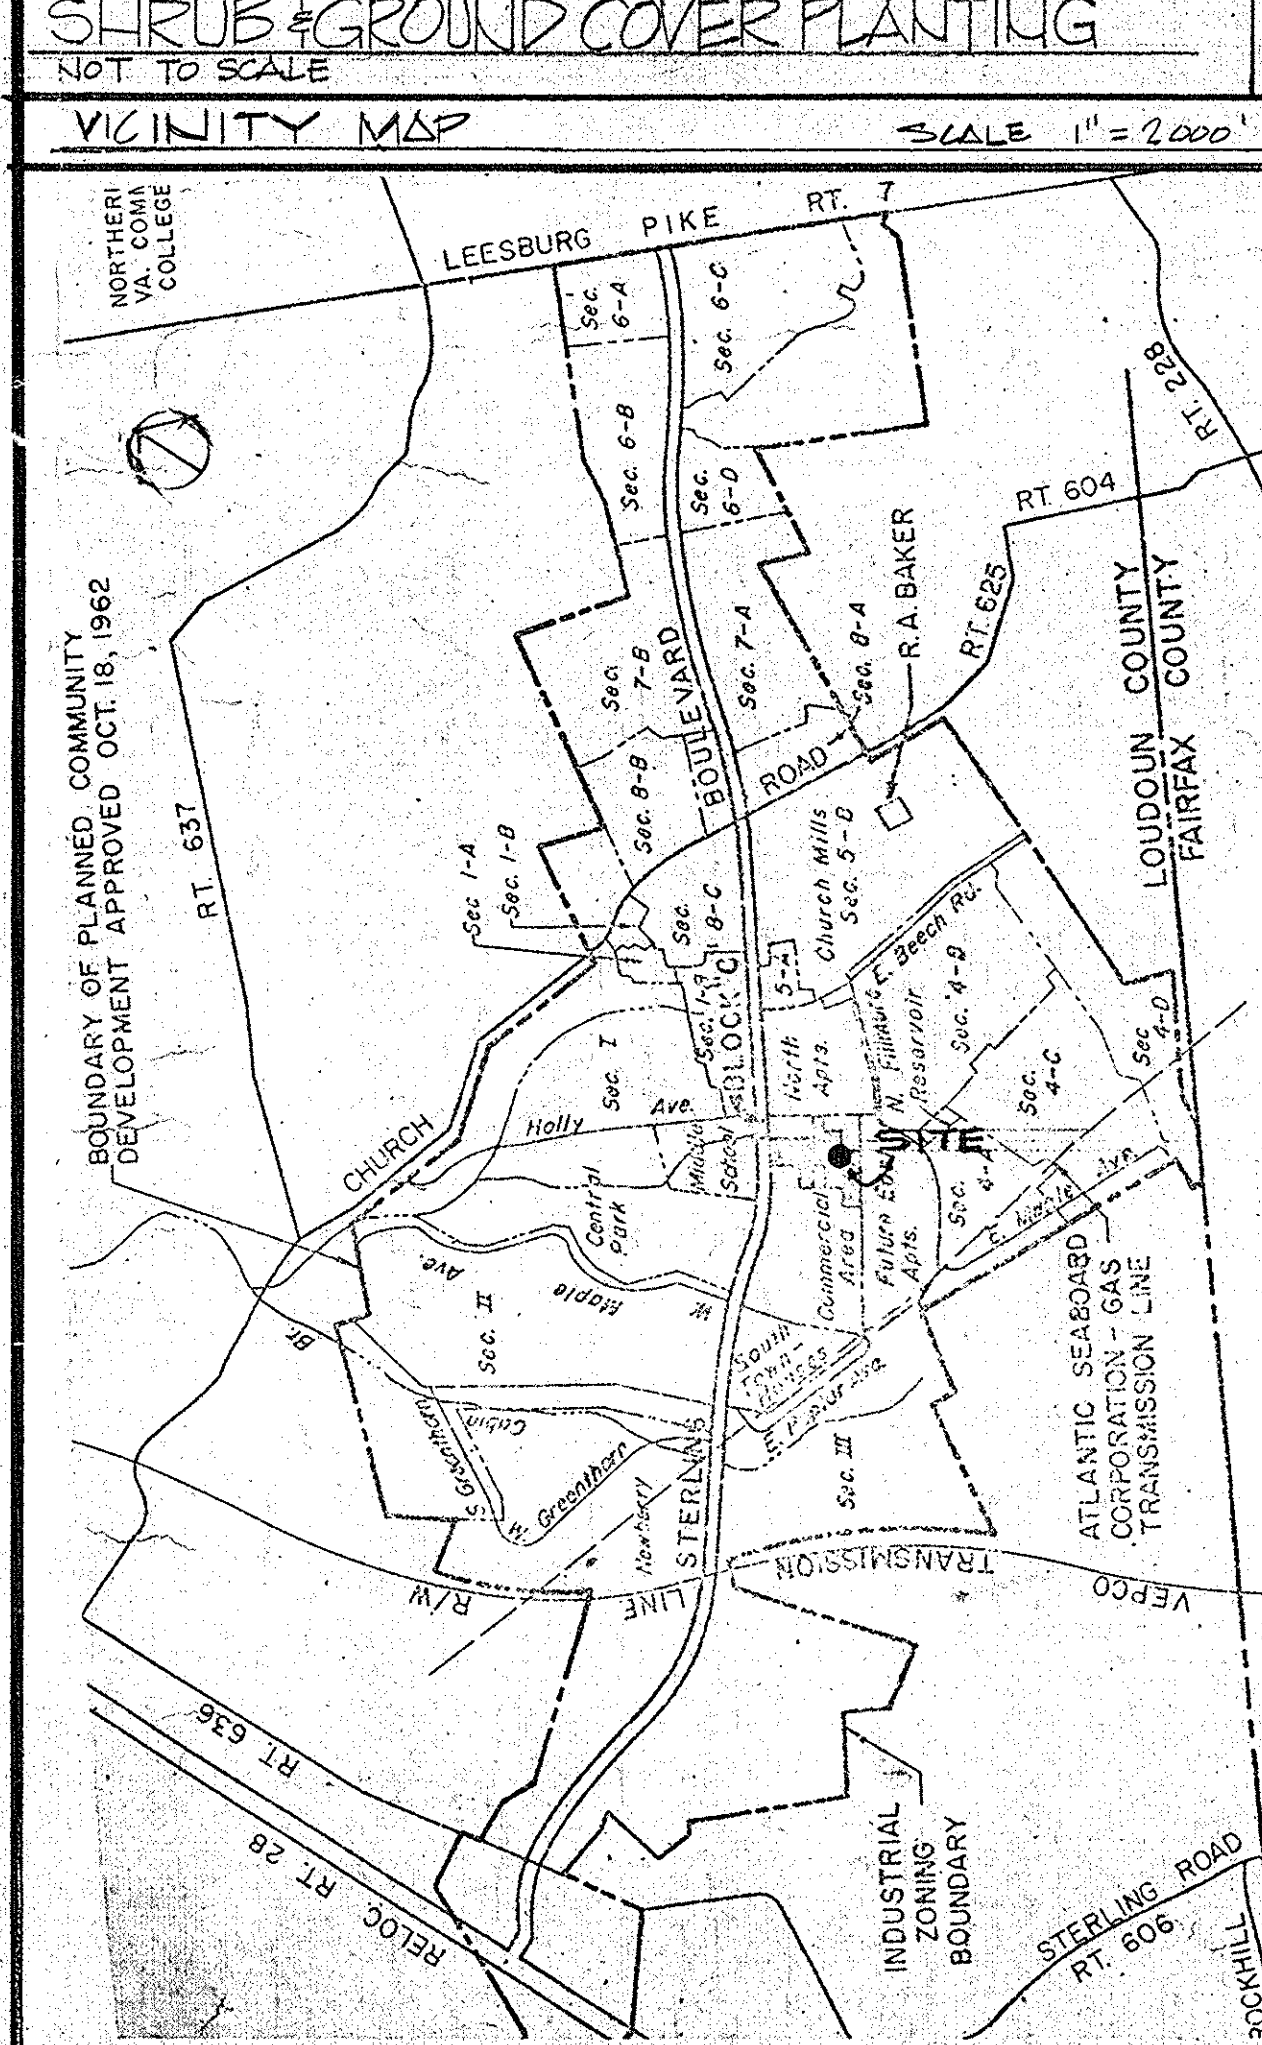 SHRUB & GROUND COVER PLANTING
NOT TO SCALE
VICINITY MAP
SCALE 1" = 2000'
NORTHERN
VA. COMM
COLLEGE
LEESBURG PIKE RT. 7
Sec.
6-A
Sec. 6-C
Sec. 6-B
Sec.
6-D
RT. 228
RT. 604
RT. 625
R.A. BAKER
LOUDOUN COUNTY
FAIRFAX COUNTY
BOUNDARY OF PLANNED COMMUNITY
DEVELOPMENT APPROVED OCT. 18, 1962
RT. 637
Sec.
7-B
Sec. 7-A
Sec. 8-A
Sec. 8-B
BOULEVARD
ROAD
Sec 1-A
Sec. 1-B
Sec.
8-C
Church Mills
Sec. 5-B
5-A
E. Beech Rd.
Sec. 1-B
BLOCK C
Sec. I
North
Apts.
N. Fillmore
Reservoir
Sec. 4-B
Sec.
4-C
Sec
4-D
CHURCH
Holly Ave.
Middle
School
SITE
Sec.
4-A
Central
Park
Commercial
Area
Future
Apts.
E. Maple Ave
W. Maple Ave.
Br.
Sec. II
South
Town-
Houses
ATLANTIC SEABOARD
CORPORATION - GAS
TRANSMISSION LINE
Cabin
S. Greenthorn
W. Greenthorn
E. Poplar
Newberry
STERLING
Sec. III
R/W
LINE
TRANSMISSION
VEPCO
RT. 636
RT. 28
RELOC
INDUSTRIAL
ZONING
BOUNDARY
STERLING ROAD
RT. 606
ROCKHILL